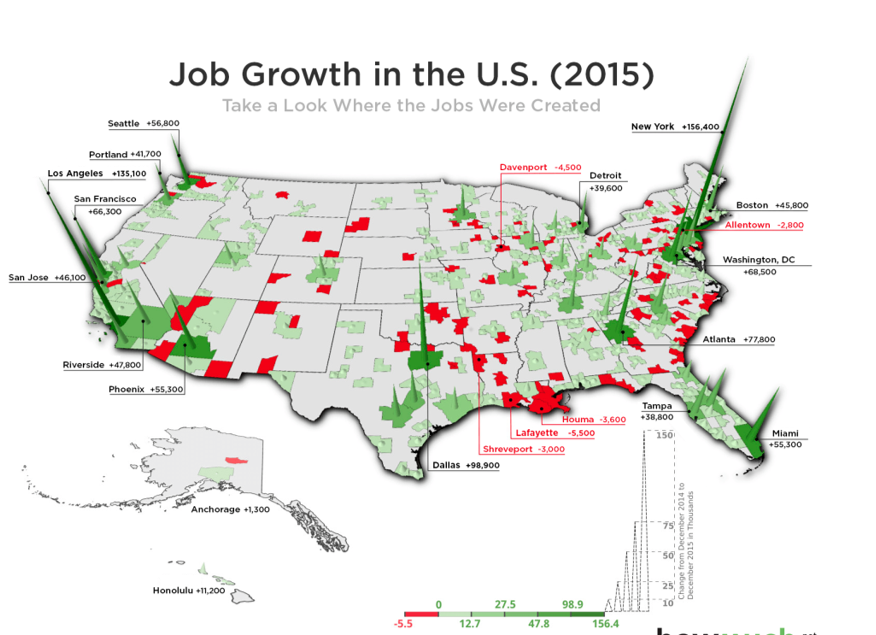 Job Growth in the U.S. (2015)
Take a Look Where the Jobs Were Created
Seattle +56,800
Portland +41,700
Los Angeles +135,100
San Francisco
+66,300
San Jose +46,100
Riverside +47,800
Phoenix +55,300
Davenport -4,500
Detroit
+39,600
New York +156,400
Boston +45,800
Allentown -2,800
Washington, DC
+68,500
Atlanta +77,800
Tampa
+38,800
Miami
+55,300
Houma -3,600
Lafayette -5,500
Shreveport -3,000
Dallas +98,900
Anchorage +1,300
Honolulu +11,200
150
75
50
25
10
Change from December 2014 to
December 2015 in Thousands
0 27.5 98.9
-5.5 12.7 47.8 156.4